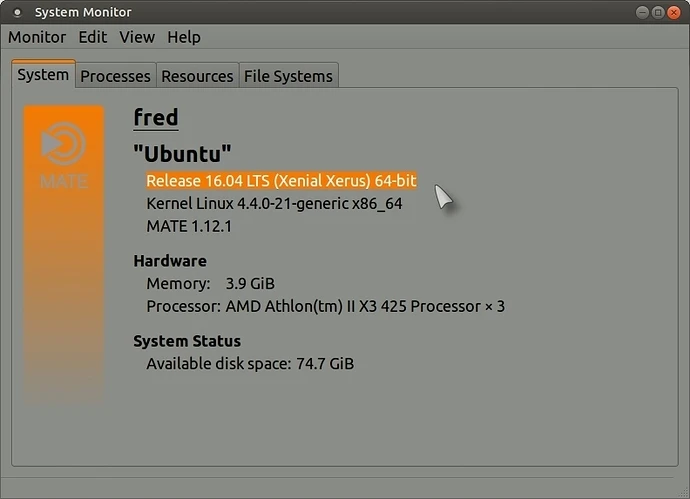 System Monitor
Monitor Edit View Help
System Processes Resources File Systems
MATE
fred
"Ubuntu"
Release 16.04 LTS (Xenial Xerus) 64-bit
Kernel Linux 4.4.0-21-generic x86_64
MATE 1.12.1
Hardware
Memory: 3.9 GiB
Processor: AMD Athlon(tm) II X3 425 Processor × 3
System Status
Available disk space: 74.7 GiB